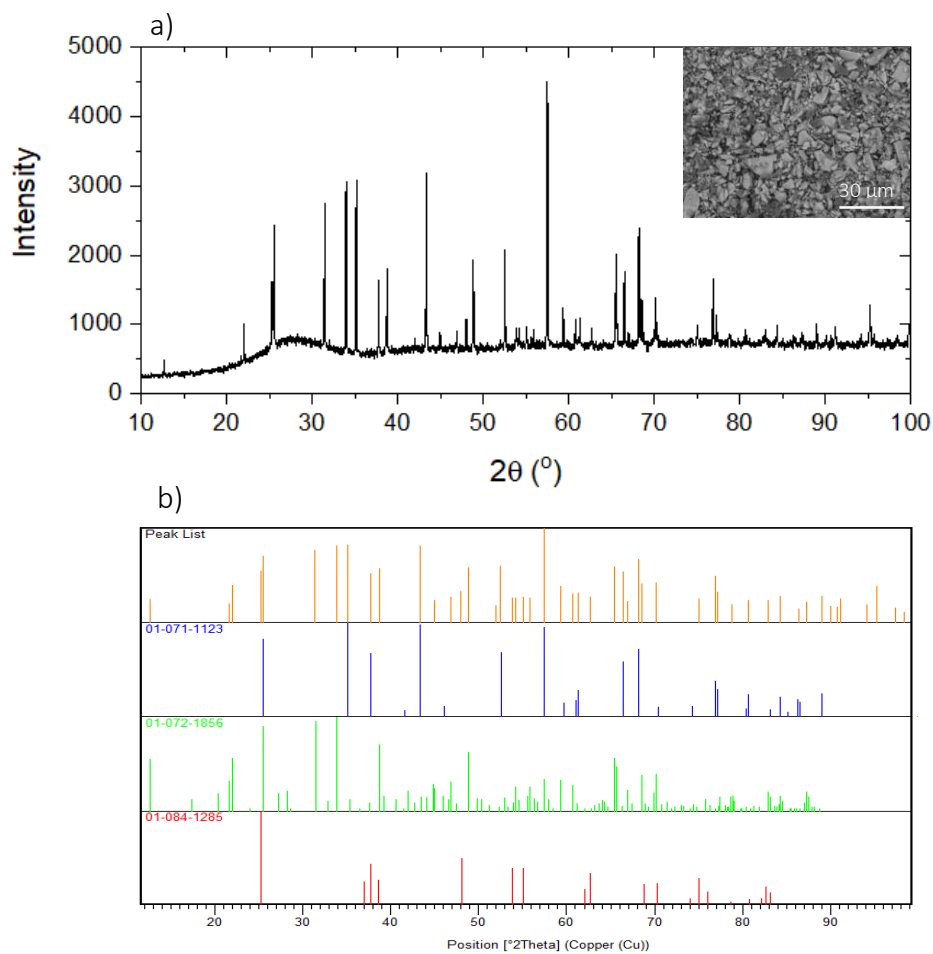 a)
5000
4000
3000
2000
1000
0
Intensity
30 µm
10 20 30 40 50 60 70 80 90 100
2θ (°)
b)
Peak List
01-071-1123
01-072-1856
01-084-1285
20 30 40 50 60 70 80 90
Position [°2Theta] (Copper (Cu))